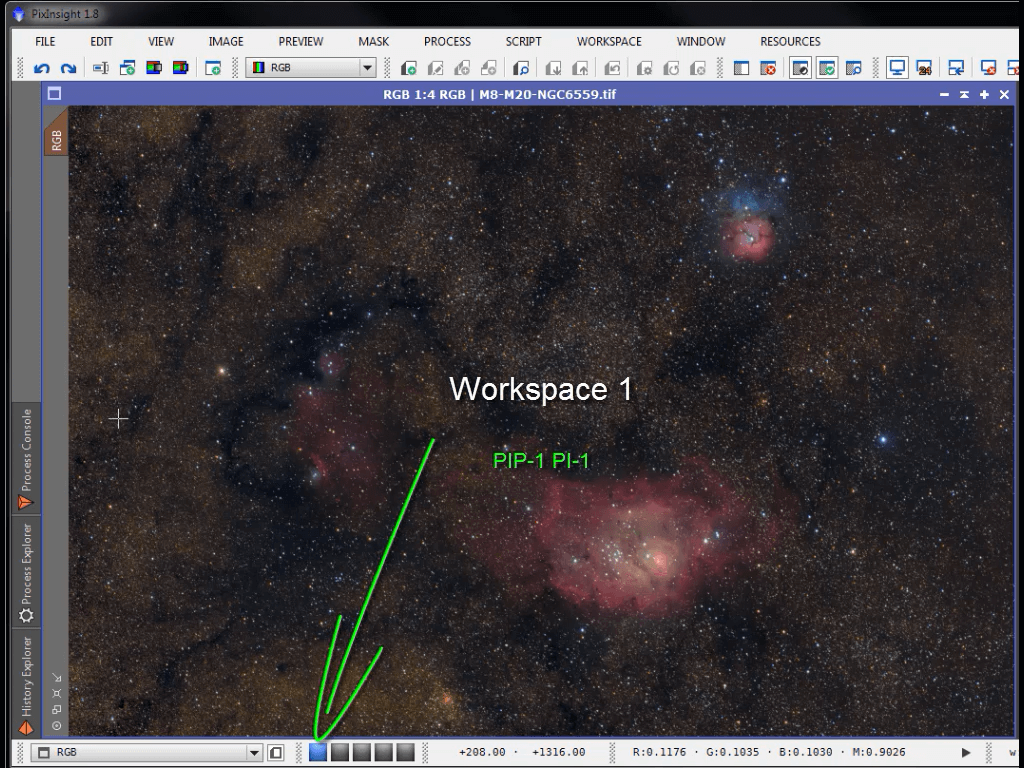 PixInsight 1.8
FILE EDIT VIEW IMAGE PREVIEW MASK PROCESS SCRIPT WORKSPACE WINDOW RESOURCES
RGB
24
RGB 1:4 RGB | M8-M20-NGC6559.tif
RGB
Workspace 1
PIP-1 PI-1
Process Console
Process Explorer
History Explorer
RGB
+208.00 · +1316.00
R:0.1176 · G:0.1035 · B:0.1030 · M:0.9026
w